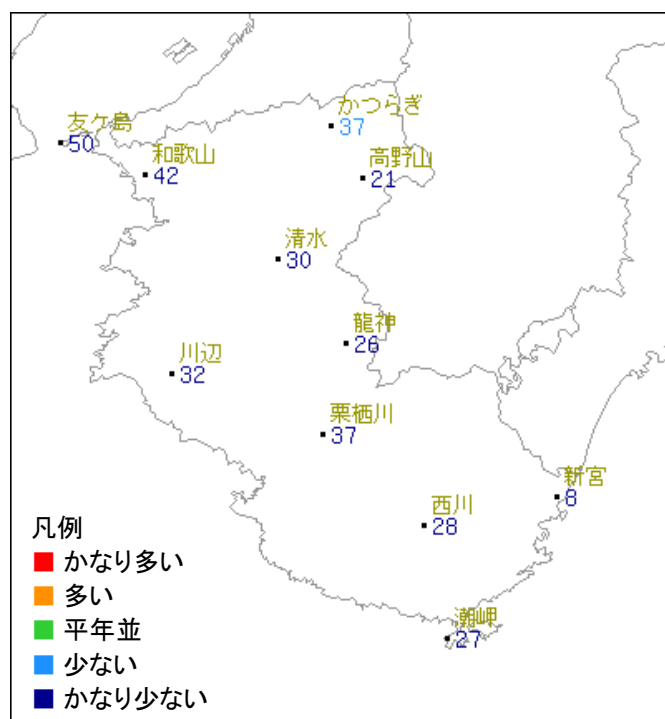 かつらぎ
37
友ケ島
50
和歌山
42
高野山
21
清水
30
龍神
26
川辺
32
栗栖川
37
新宮
8
西川
28
潮岬
27
凡例
かなり多い
多い
平年並
少ない
かなり少ない